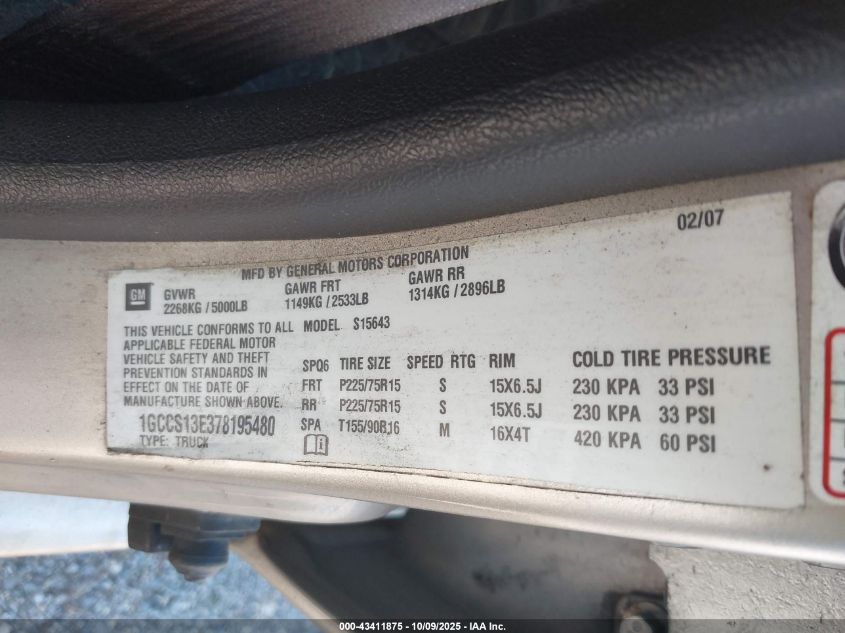 02/07
MFD BY GENERAL MOTORS CORPORATION
GM
GVWR GAWR FRT GAWR RR
2268KG / 5000LB 1149KG / 2533LB 1314KG / 2896LB
THIS VEHICLE CONFORMS TO ALL MODEL S15643
APPLICABLE FEDERAL MOTOR
VEHICLE SAFETY AND THEFT
PREVENTION STANDARDS IN
EFFECT ON THE DATE OF
MANUFACTURE SHOWN ABOVE.
1GCCS13E378195480
TYPE: TRUCK
SPO6 TIRE SIZE SPEED RTG RIM COLD TIRE PRESSURE
FRT P225/75R15 S 15X6.5J 230 KPA 33 PSI
RR P225/75R15 S 15X6.5J 230 KPA 33 PSI
SPA T155/90R16 M 16X4T 420 KPA 60 PSI
000-43411875 - 10/09/2025 - IAA Inc.